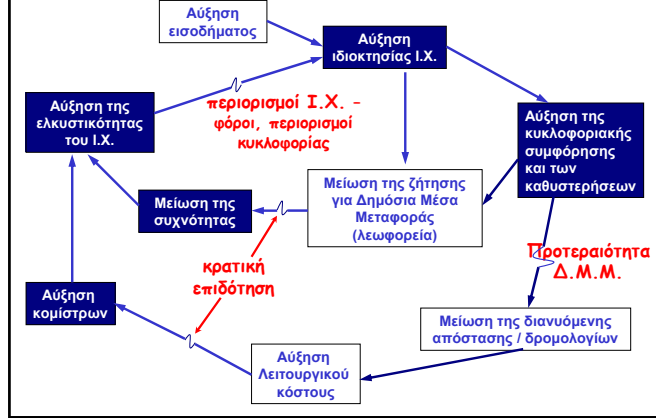 Αύξηση
εισοδήματος
Αύξηση
ιδιοκτησίας Ι.Χ.
Αύξηση της
ελκυστικότητας
του Ι.Χ.
περιορισμοί Ι.Χ. -
φόροι, περιορισμοί
κυκλοφορίας
Αύξηση της
κυκλοφοριακής
συμφόρησης
και των
καθυστερήσεων
Μείωση της ζήτησης
για Δημόσια Μέσα
Μεταφοράς
(λεωφορεία)
Μείωση της
συχνότητας
Προτεραιότητα
Δ.Μ.Μ.
κρατική
επιδότηση
Αύξηση
κομίστρων
Μείωση της διανυόμενης
απόστασης / δρομολογίων
Αύξηση
Λειτουργικού
κόστους